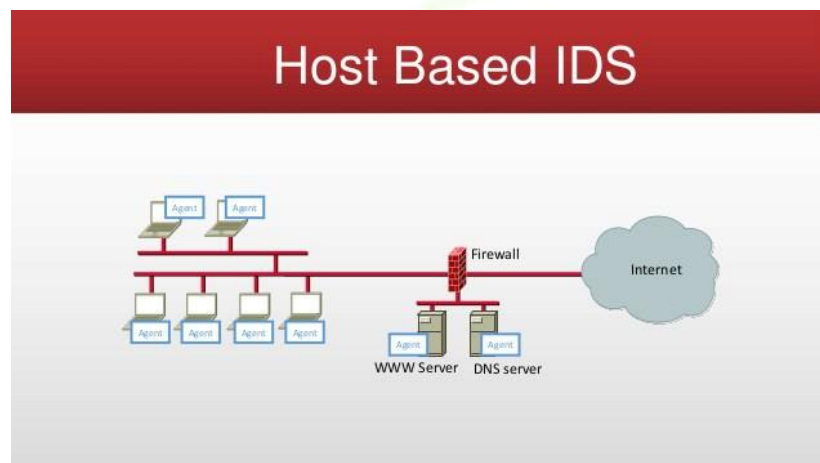 Host Based IDS
Agent
Agent
Firewall
Internet
Agent
Agent
Agent
Agent
Agent
Agent
WWW Server
DNS server